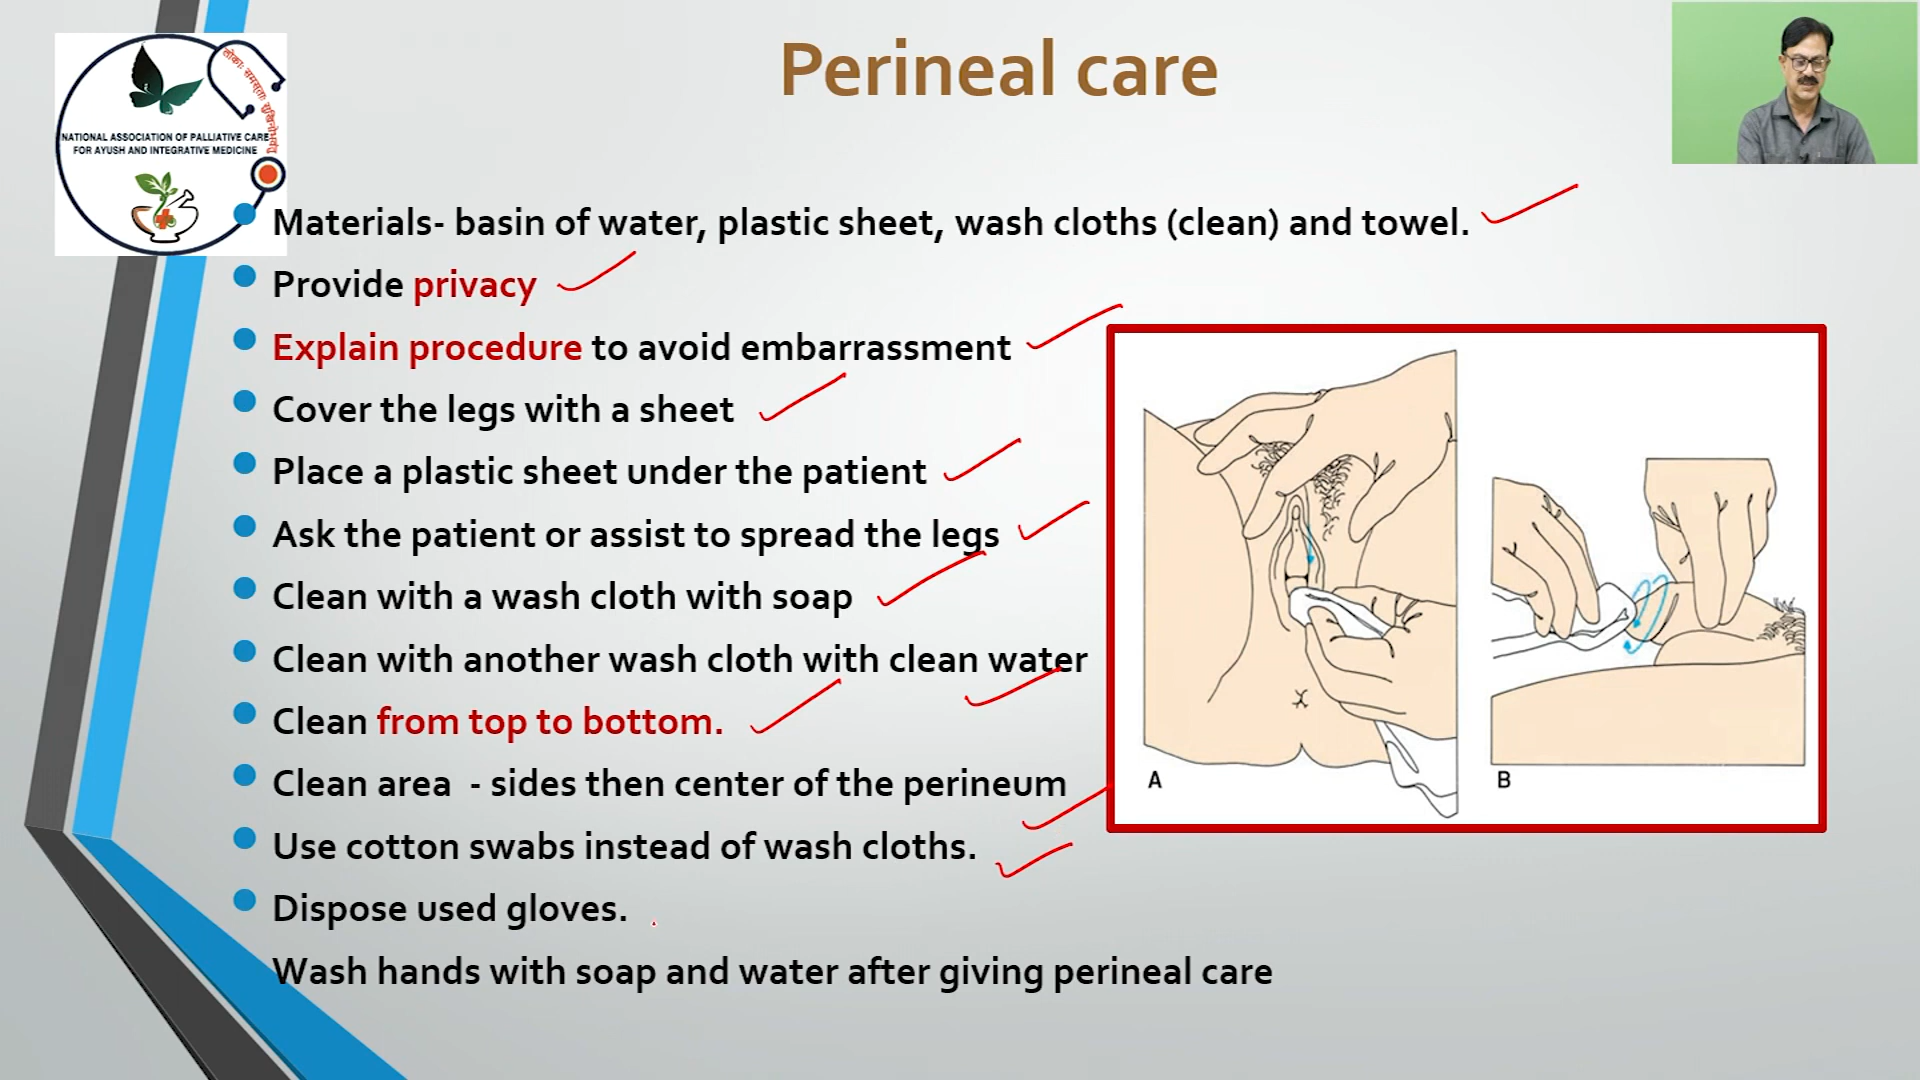 Perineal care
NATIONAL ASSOCIATION OF PALLIATIVE CARE
FOR AYUSH AND INTEGRATIVE MEDICINE
Materials- basin of water, plastic sheet, wash cloths (clean) and towel.
Provide privacy
Explain procedure to avoid embarrassment
Cover the legs with a sheet
Place a plastic sheet under the patient
Ask the patient or assist to spread the legs
Clean with a wash cloth with soap
Clean with another wash cloth with clean water
Clean from top to bottom.
Clean area - sides then center of the perineum
Use cotton swabs instead of wash cloths.
Dispose used gloves.
Wash hands with soap and water after giving perineal care
A
B